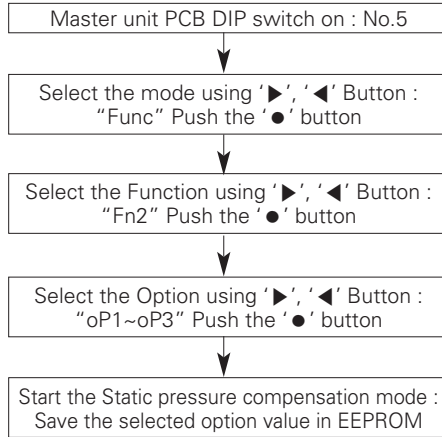 Master unit PCB DIP switch on : No.5
Select the mode using ‘▶’, ‘◀’ Button :
“Func” Push the ‘●’ button
Select the Function using ‘▶’, ‘◀’ Button :
“Fn2” Push the ‘●’ button
Select the Option using ‘▶’, ‘◀’ Button :
“oP1~oP3” Push the ‘●’ button
Start the Static pressure compensation mode :
Save the selected option value in EEPROM